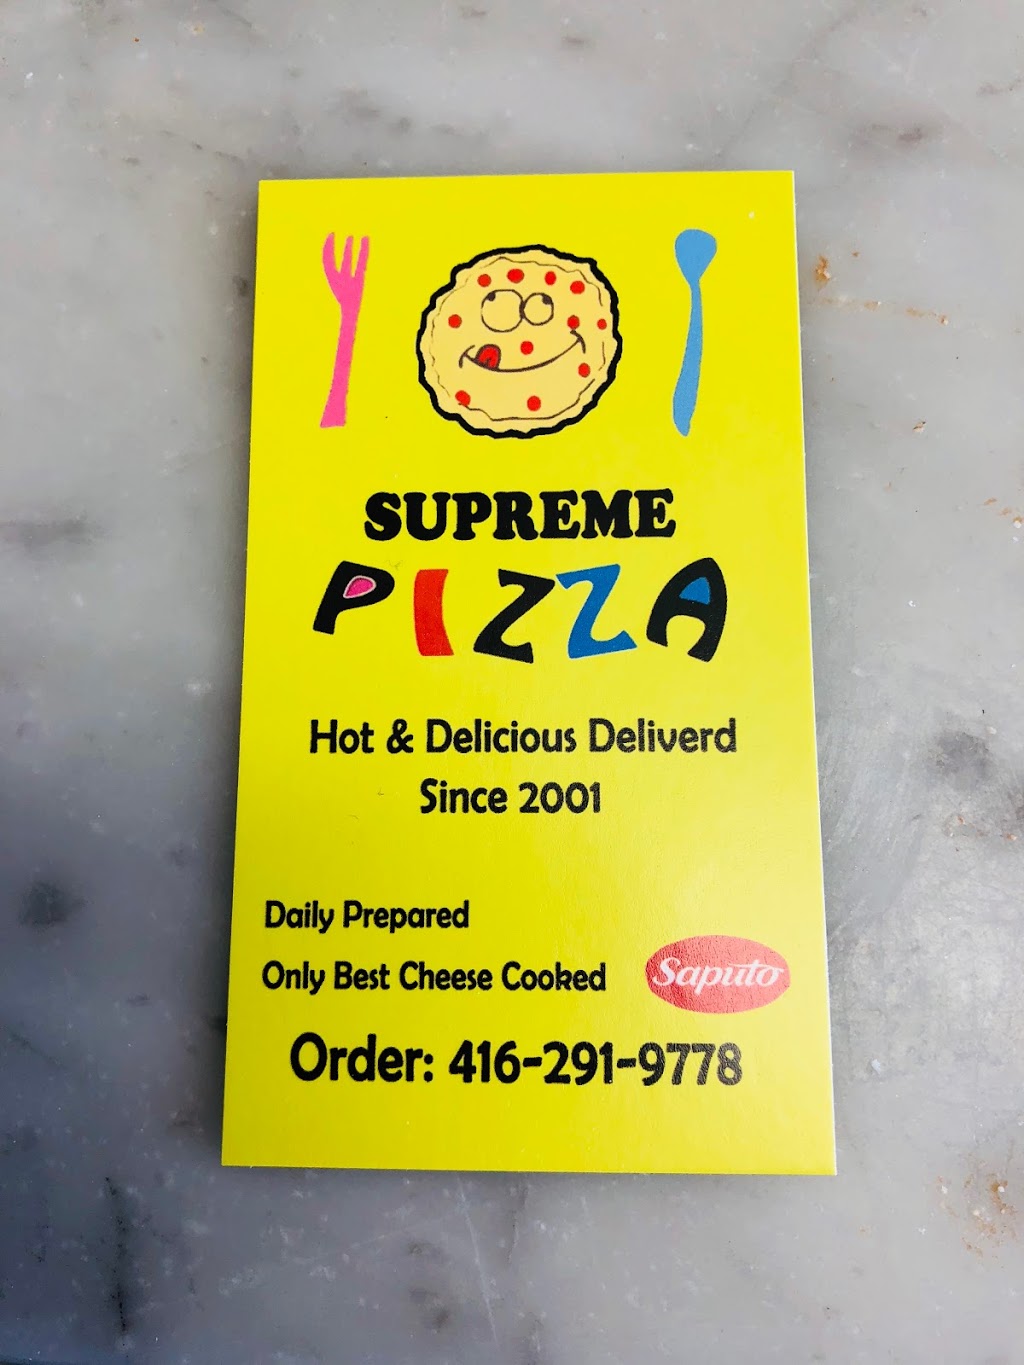 SUPREME
PIZZA
Hot & Delicious Deliverd
Since 2001
Daily Prepared
Only Best Cheese Cooked
Saputo
Order: 416-291-9778